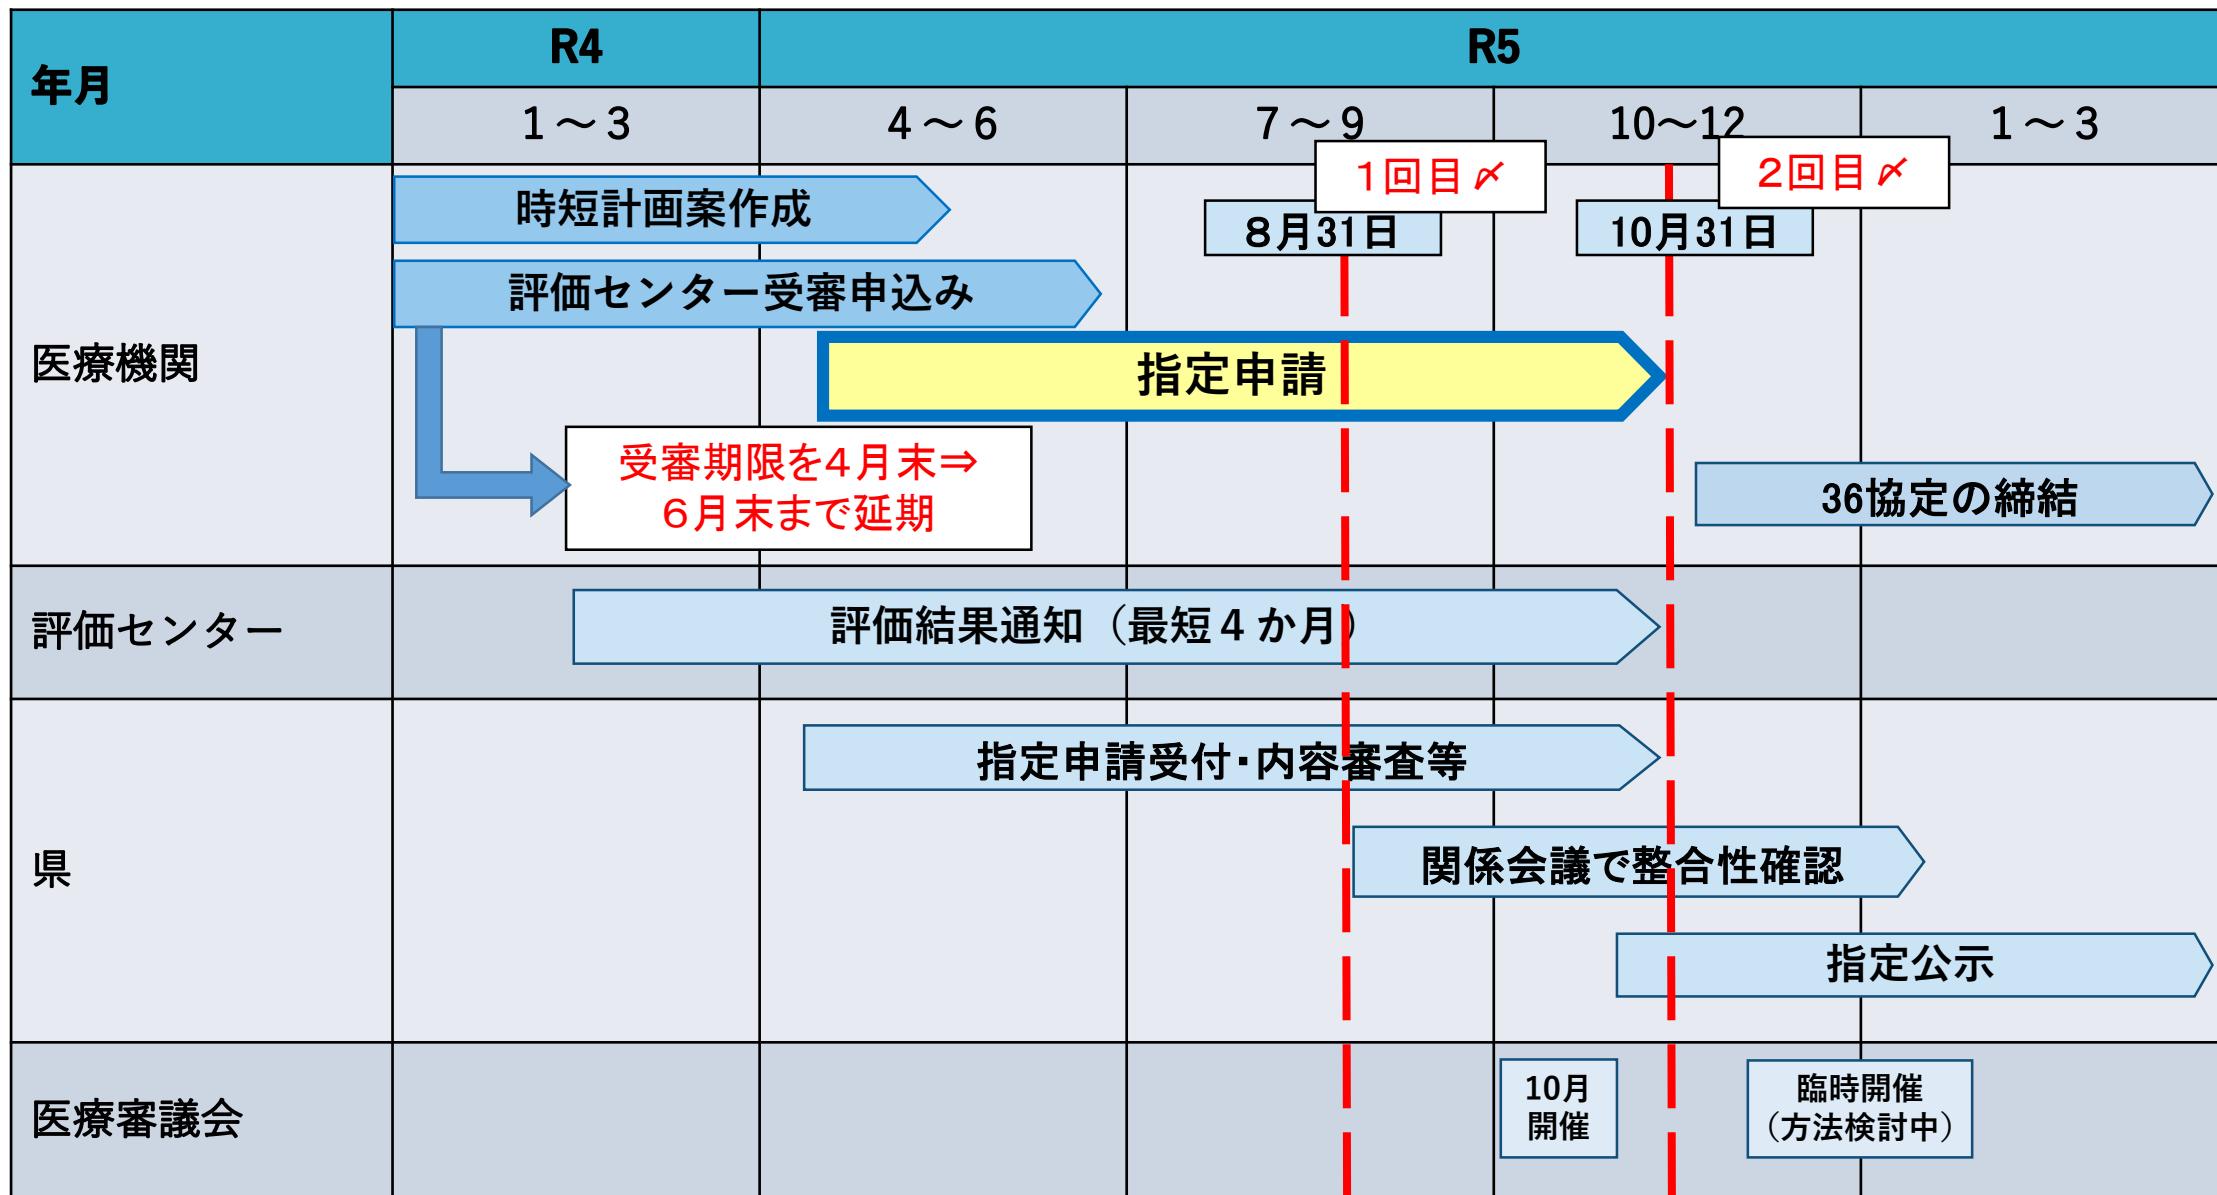 年月
R4
R5
1～3
4～6
7～9
10～12
1～3
1回目〆
2回目〆
8月31日
10月31日
医療機関
時短計画案作成
評価センター受審申込み
指定申請
受審期限を4月末⇒
6月末まで延期
36協定の締結
評価センター
評価結果通知（最短4か月）
県
指定申請受付・内容審査等
関係会議で整合性確認
指定公示
医療審議会
10月
開催
臨時開催
（方法検討中）